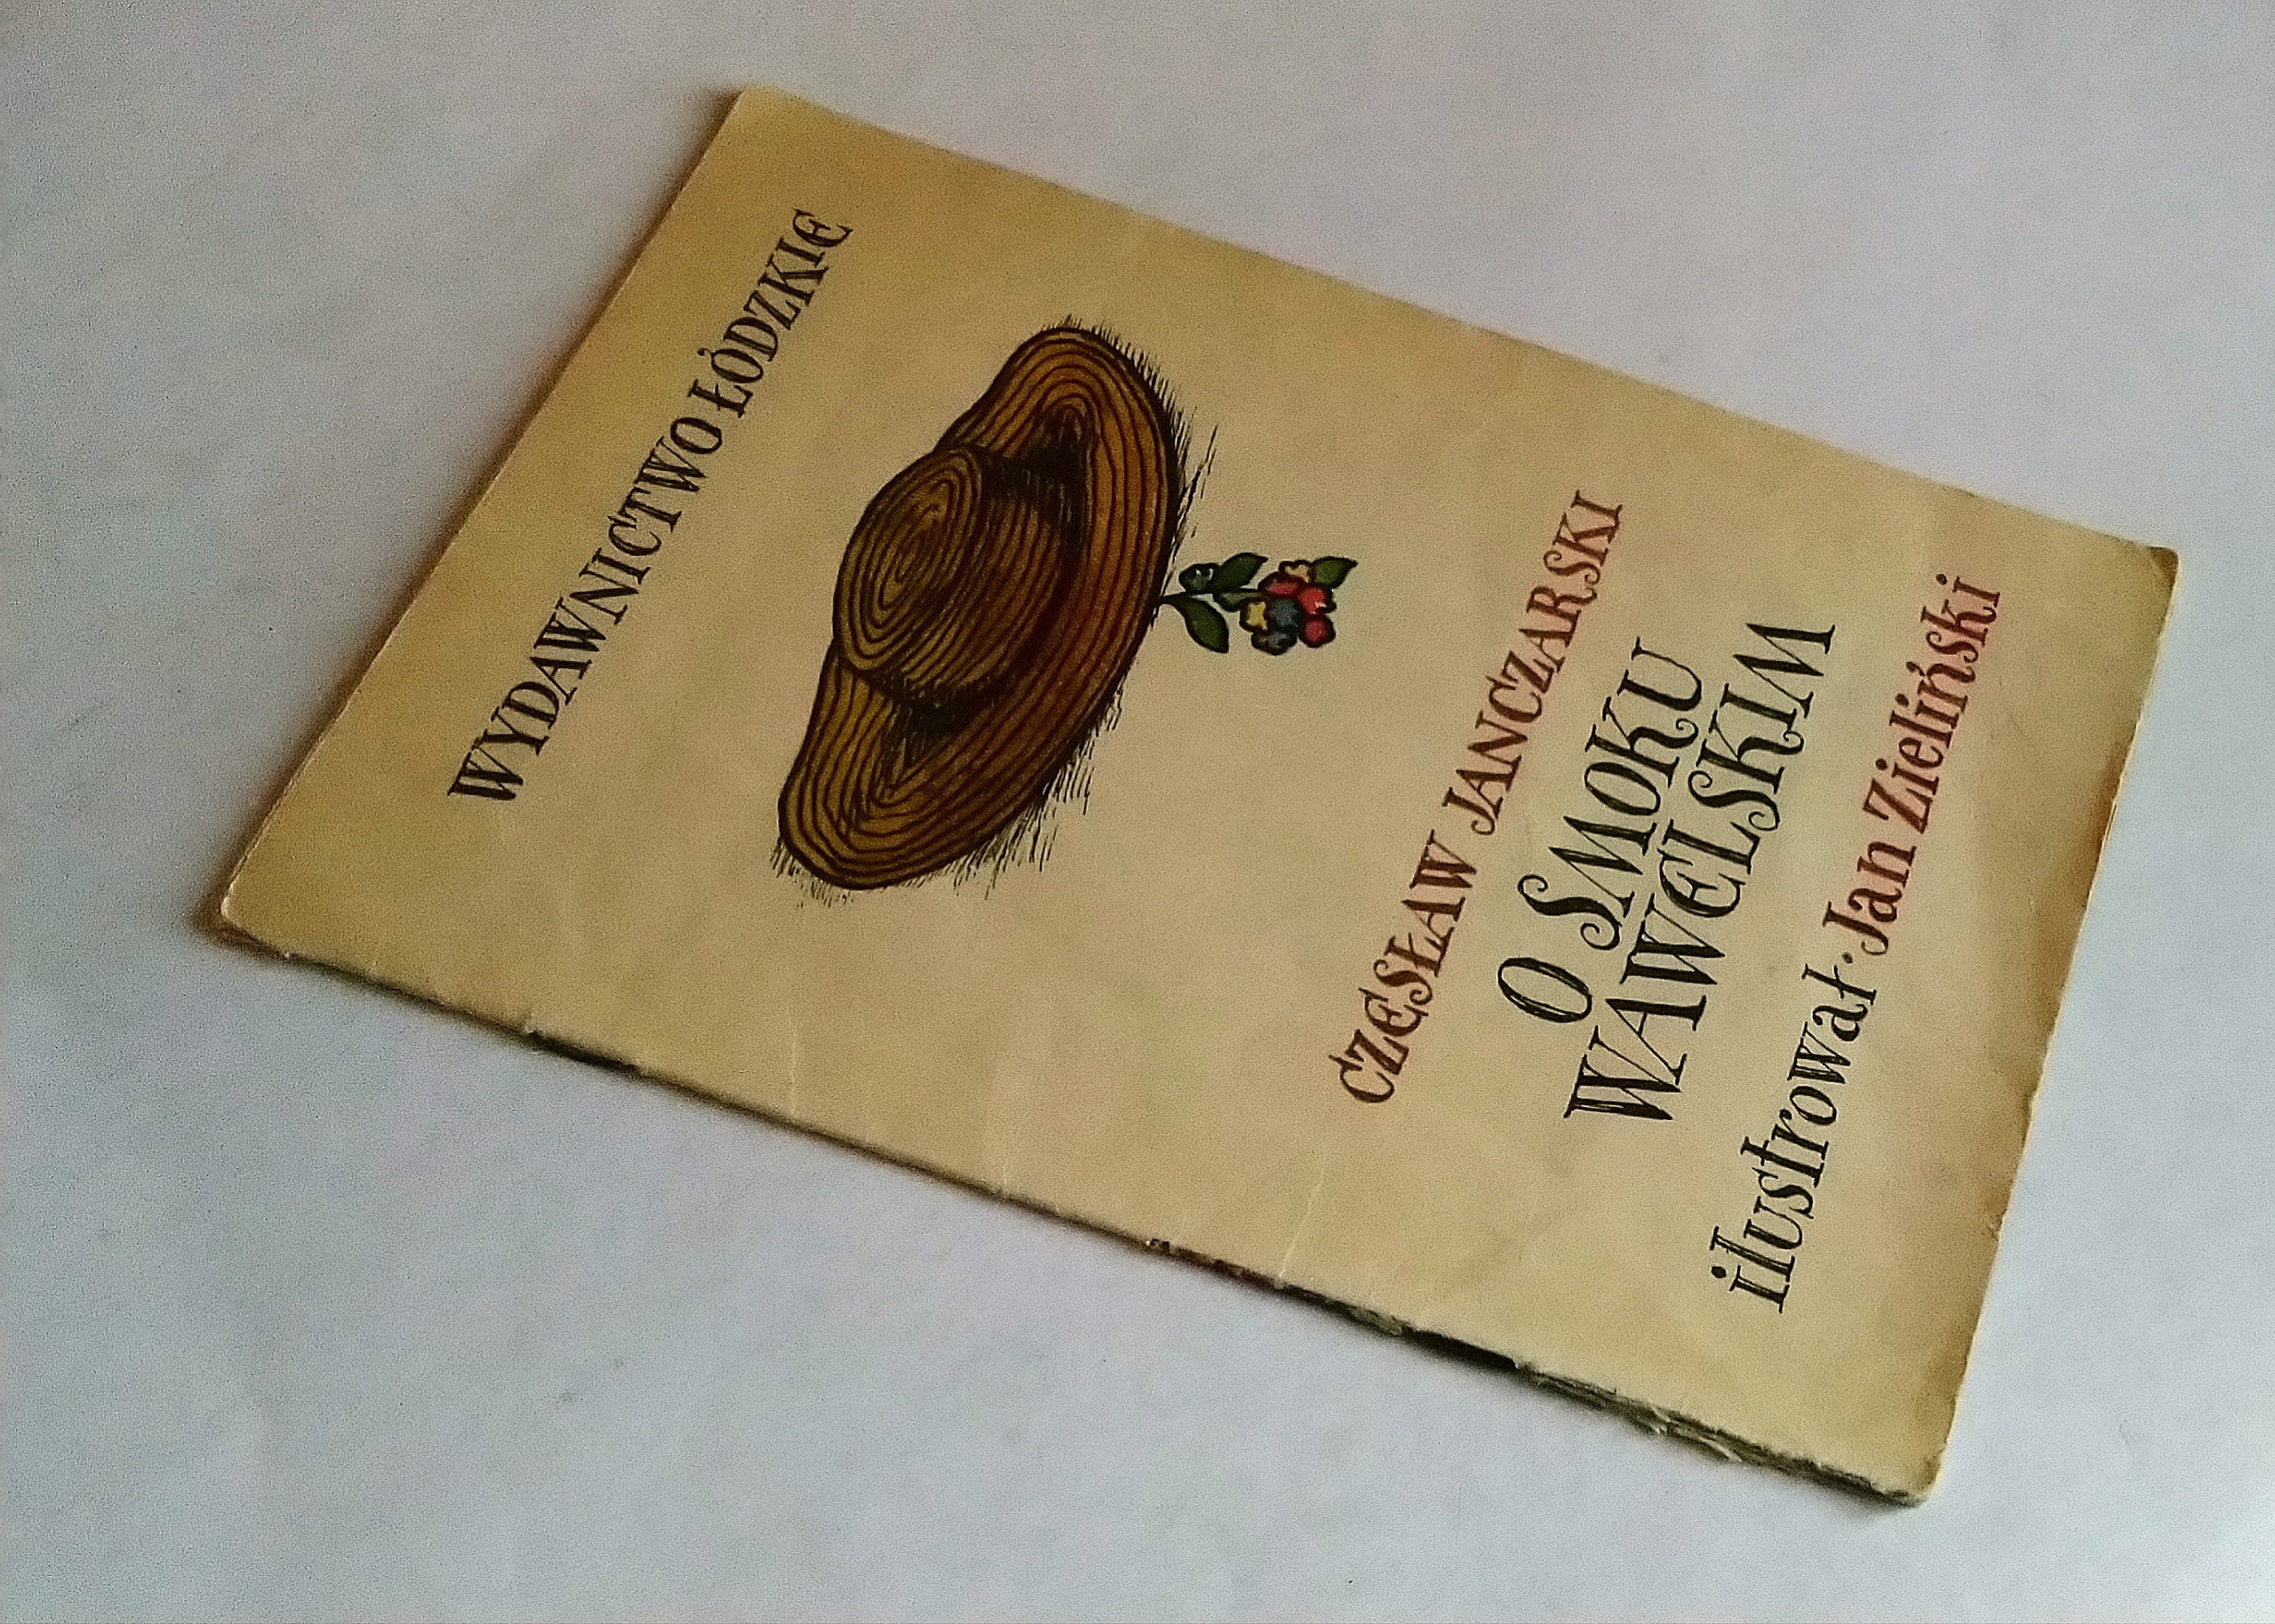 CZESŁAW JANCZARSKI
O SMOKU
WAWELSKIM
ilustrował · Jan Zieliński
WYDAWNICTWO ŁÓDZKIE